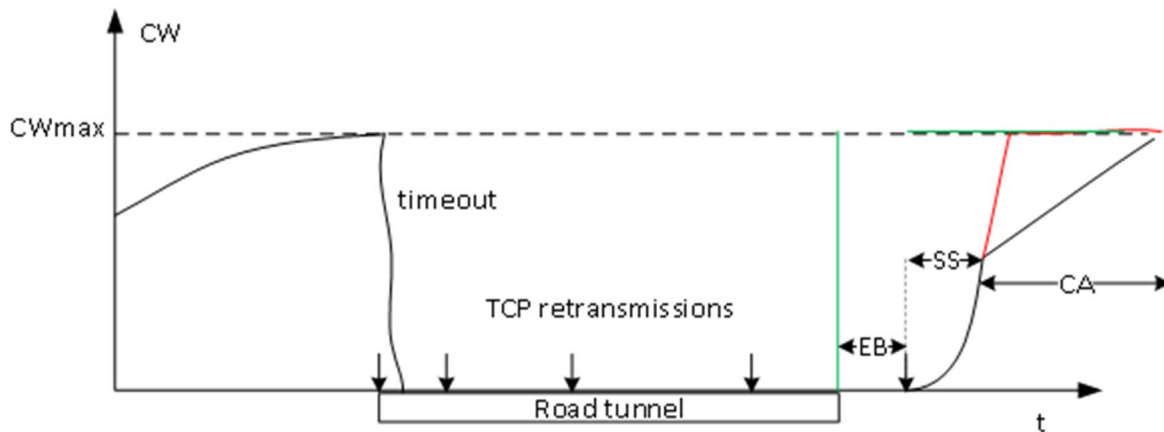 CW
CWmax
timeout
SS
CA
TCP retransmissions
EB
Road tunnel
t